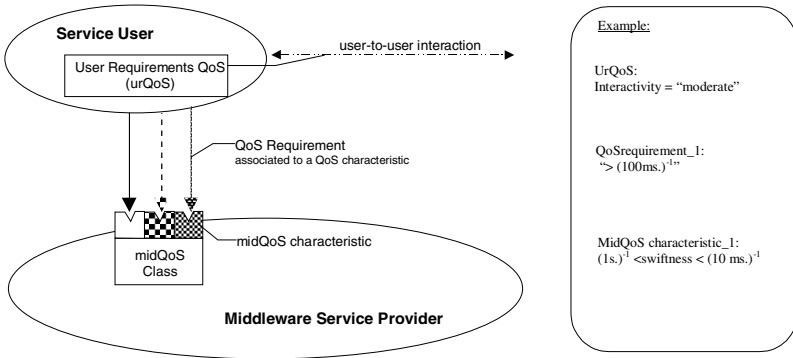 Service User
User Requirements QoS
(urQoS)
user-to-user interaction
QoS Requirement
associated to a QoS characteristic
midQoS characteristic
midQoS
Class
Middleware Service Provider
Example:
UrQoS:
Interactivity = “moderate”
QoSrequirement_1:
“> (100ms.)⁻¹”
MidQoS characteristic_1:
(1s.)⁻¹ <swiftness < (10 ms.)⁻¹